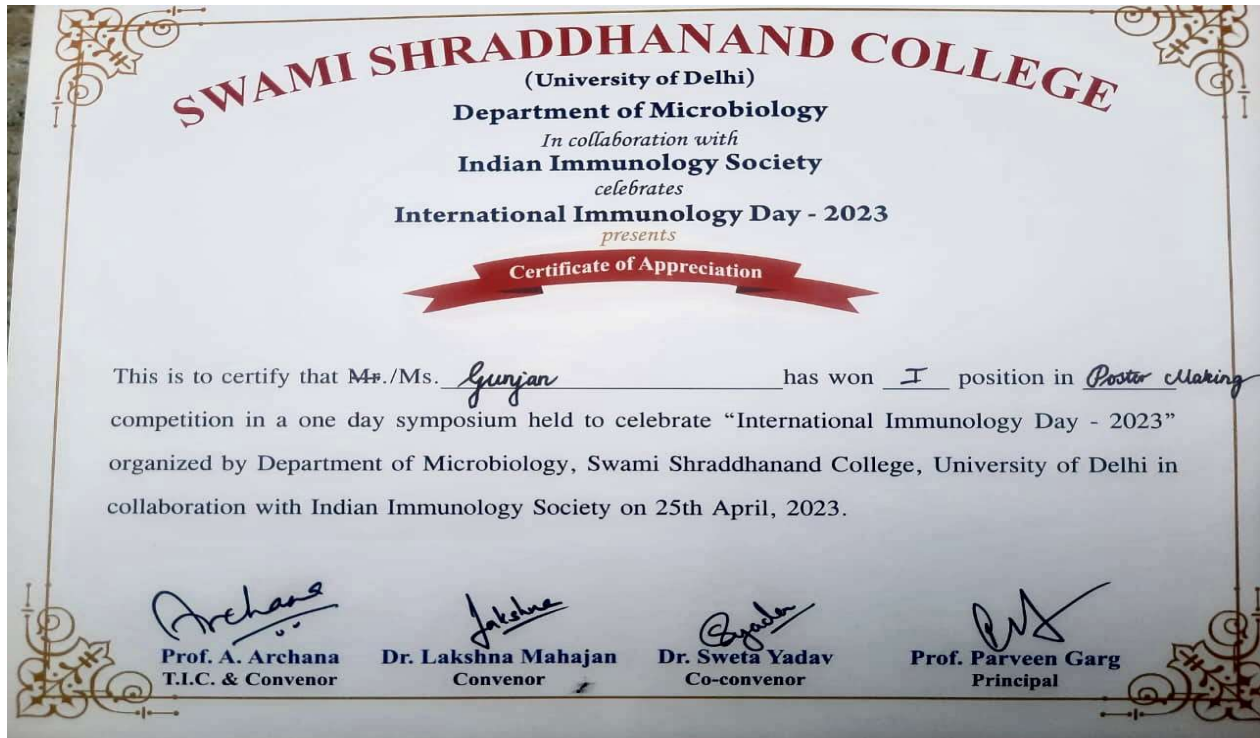 SWAMI SHRADDHANAND COLLEGE
(University of Delhi)
Department of Microbiology
In collaboration with
Indian Immunology Society
celebrates
International Immunology Day - 2023
presents
Certificate of Appreciation
This is to certify that Mr./Ms. Gunjan has won I position in Poster Making
competition in a one day symposium held to celebrate “International Immunology Day - 2023”
organized by Department of Microbiology, Swami Shraddhanand College, University of Delhi in
collaboration with Indian Immunology Society on 25th April, 2023.
Archana Lakshna Syadav
Prof. A. Archana Dr. Lakshna Mahajan Dr. Sweta Yadav Prof. Parveen Garg
T.I.C. & Convenor Convenor Co-convenor Principal